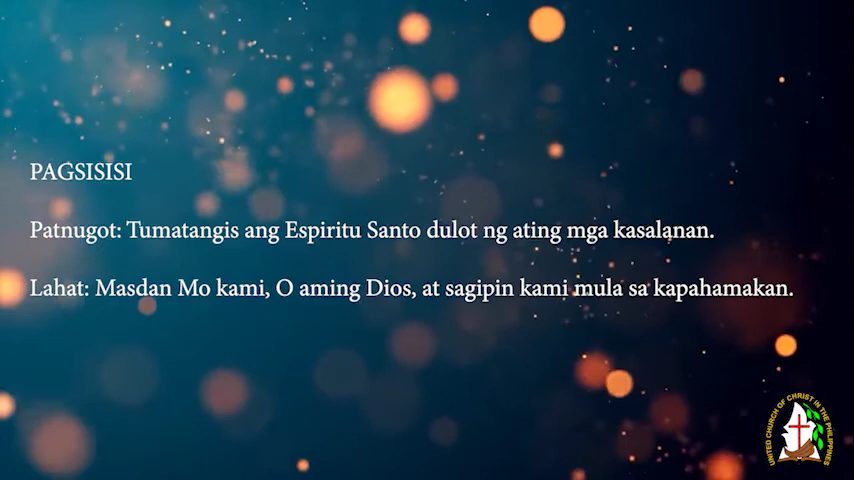 PAGSISISI
Patnugot: Tumatangis ang Espiritu Santo dulot ng ating mga kasalanan.
Lahat: Masdan Mo kami, O aming Dios, at sagipin kami mula sa kapahamakan.
UNITED CHURCH OF CHRIST IN THE PHILIPPINES